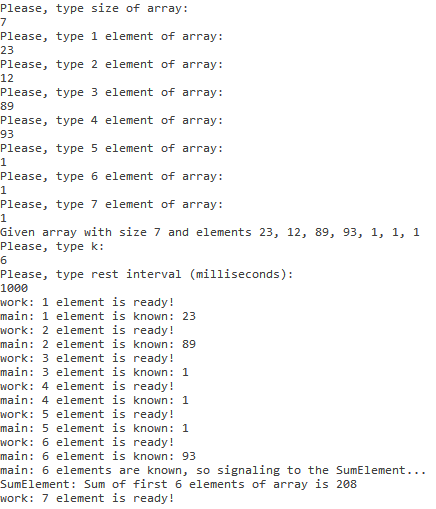 Please, type size of array:
7
Please, type 1 element of array:
23
Please, type 2 element of array:
12
Please, type 3 element of array:
89
Please, type 4 element of array:
93
Please, type 5 element of array:
1
Please, type 6 element of array:
1
Please, type 7 element of array:
1
Given array with size 7 and elements 23, 12, 89, 93, 1, 1, 1
Please, type k:
6
Please, type rest interval (milliseconds):
1000
work: 1 element is ready!
main: 1 element is known: 23
work: 2 element is ready!
main: 2 element is known: 89
work: 3 element is ready!
main: 3 element is known: 1
work: 4 element is ready!
main: 4 element is known: 1
work: 5 element is ready!
main: 5 element is known: 1
work: 6 element is ready!
main: 6 element is known: 93
main: 6 elements are known, so signaling to the SumElement...
SumElement: Sum of first 6 elements of array is 208
work: 7 element is ready!